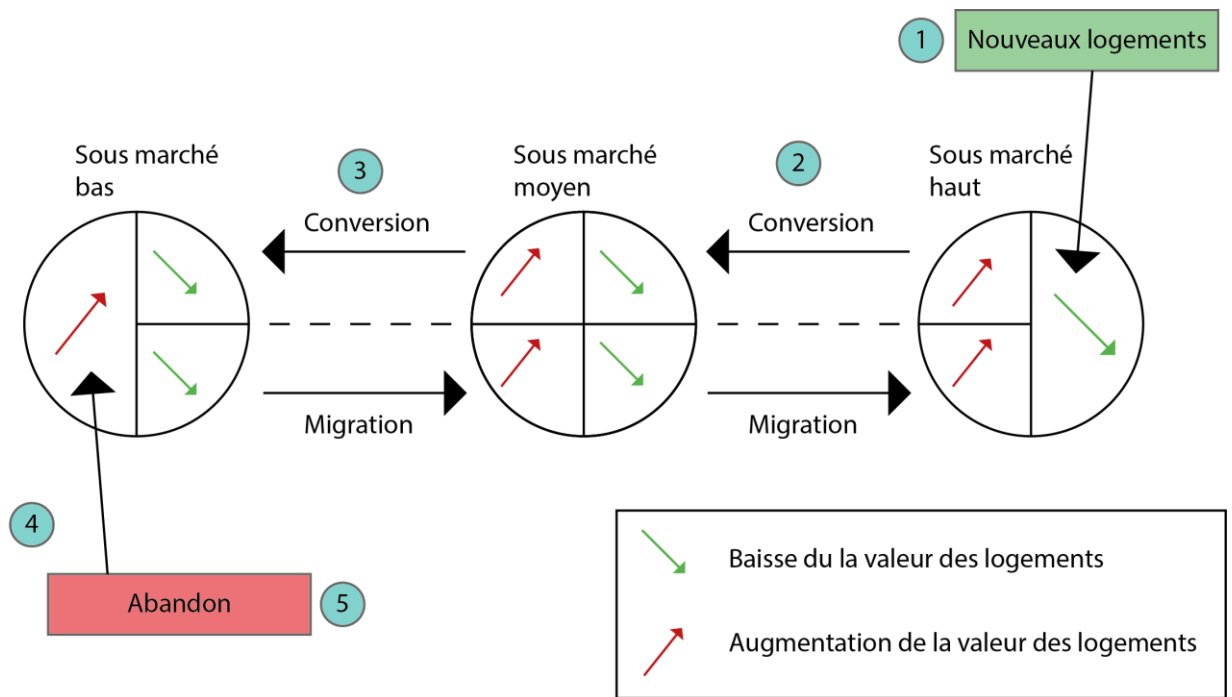 1
Nouveaux logements
Sous marché
bas
3
Sous marché
moyen
2
Sous marché
haut
Conversion
Conversion
Migration
Migration
4
Abandon
5
Baisse du la valeur des logements
Augmentation de la valeur des logements